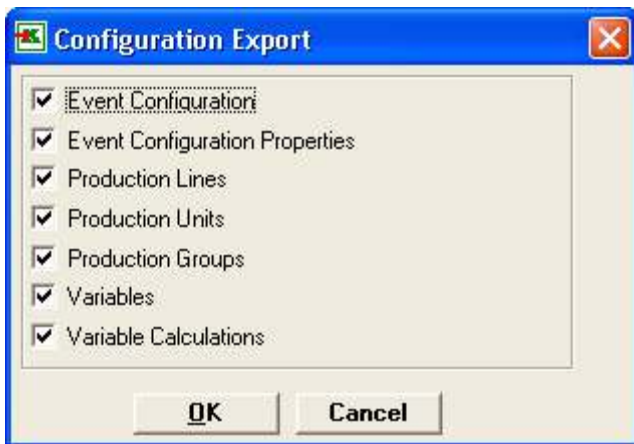 Configuration Export
Event Configuration
Event Configuration Properties
Production Lines
Production Units
Production Groups
Variables
Variable Calculations
OK Cancel